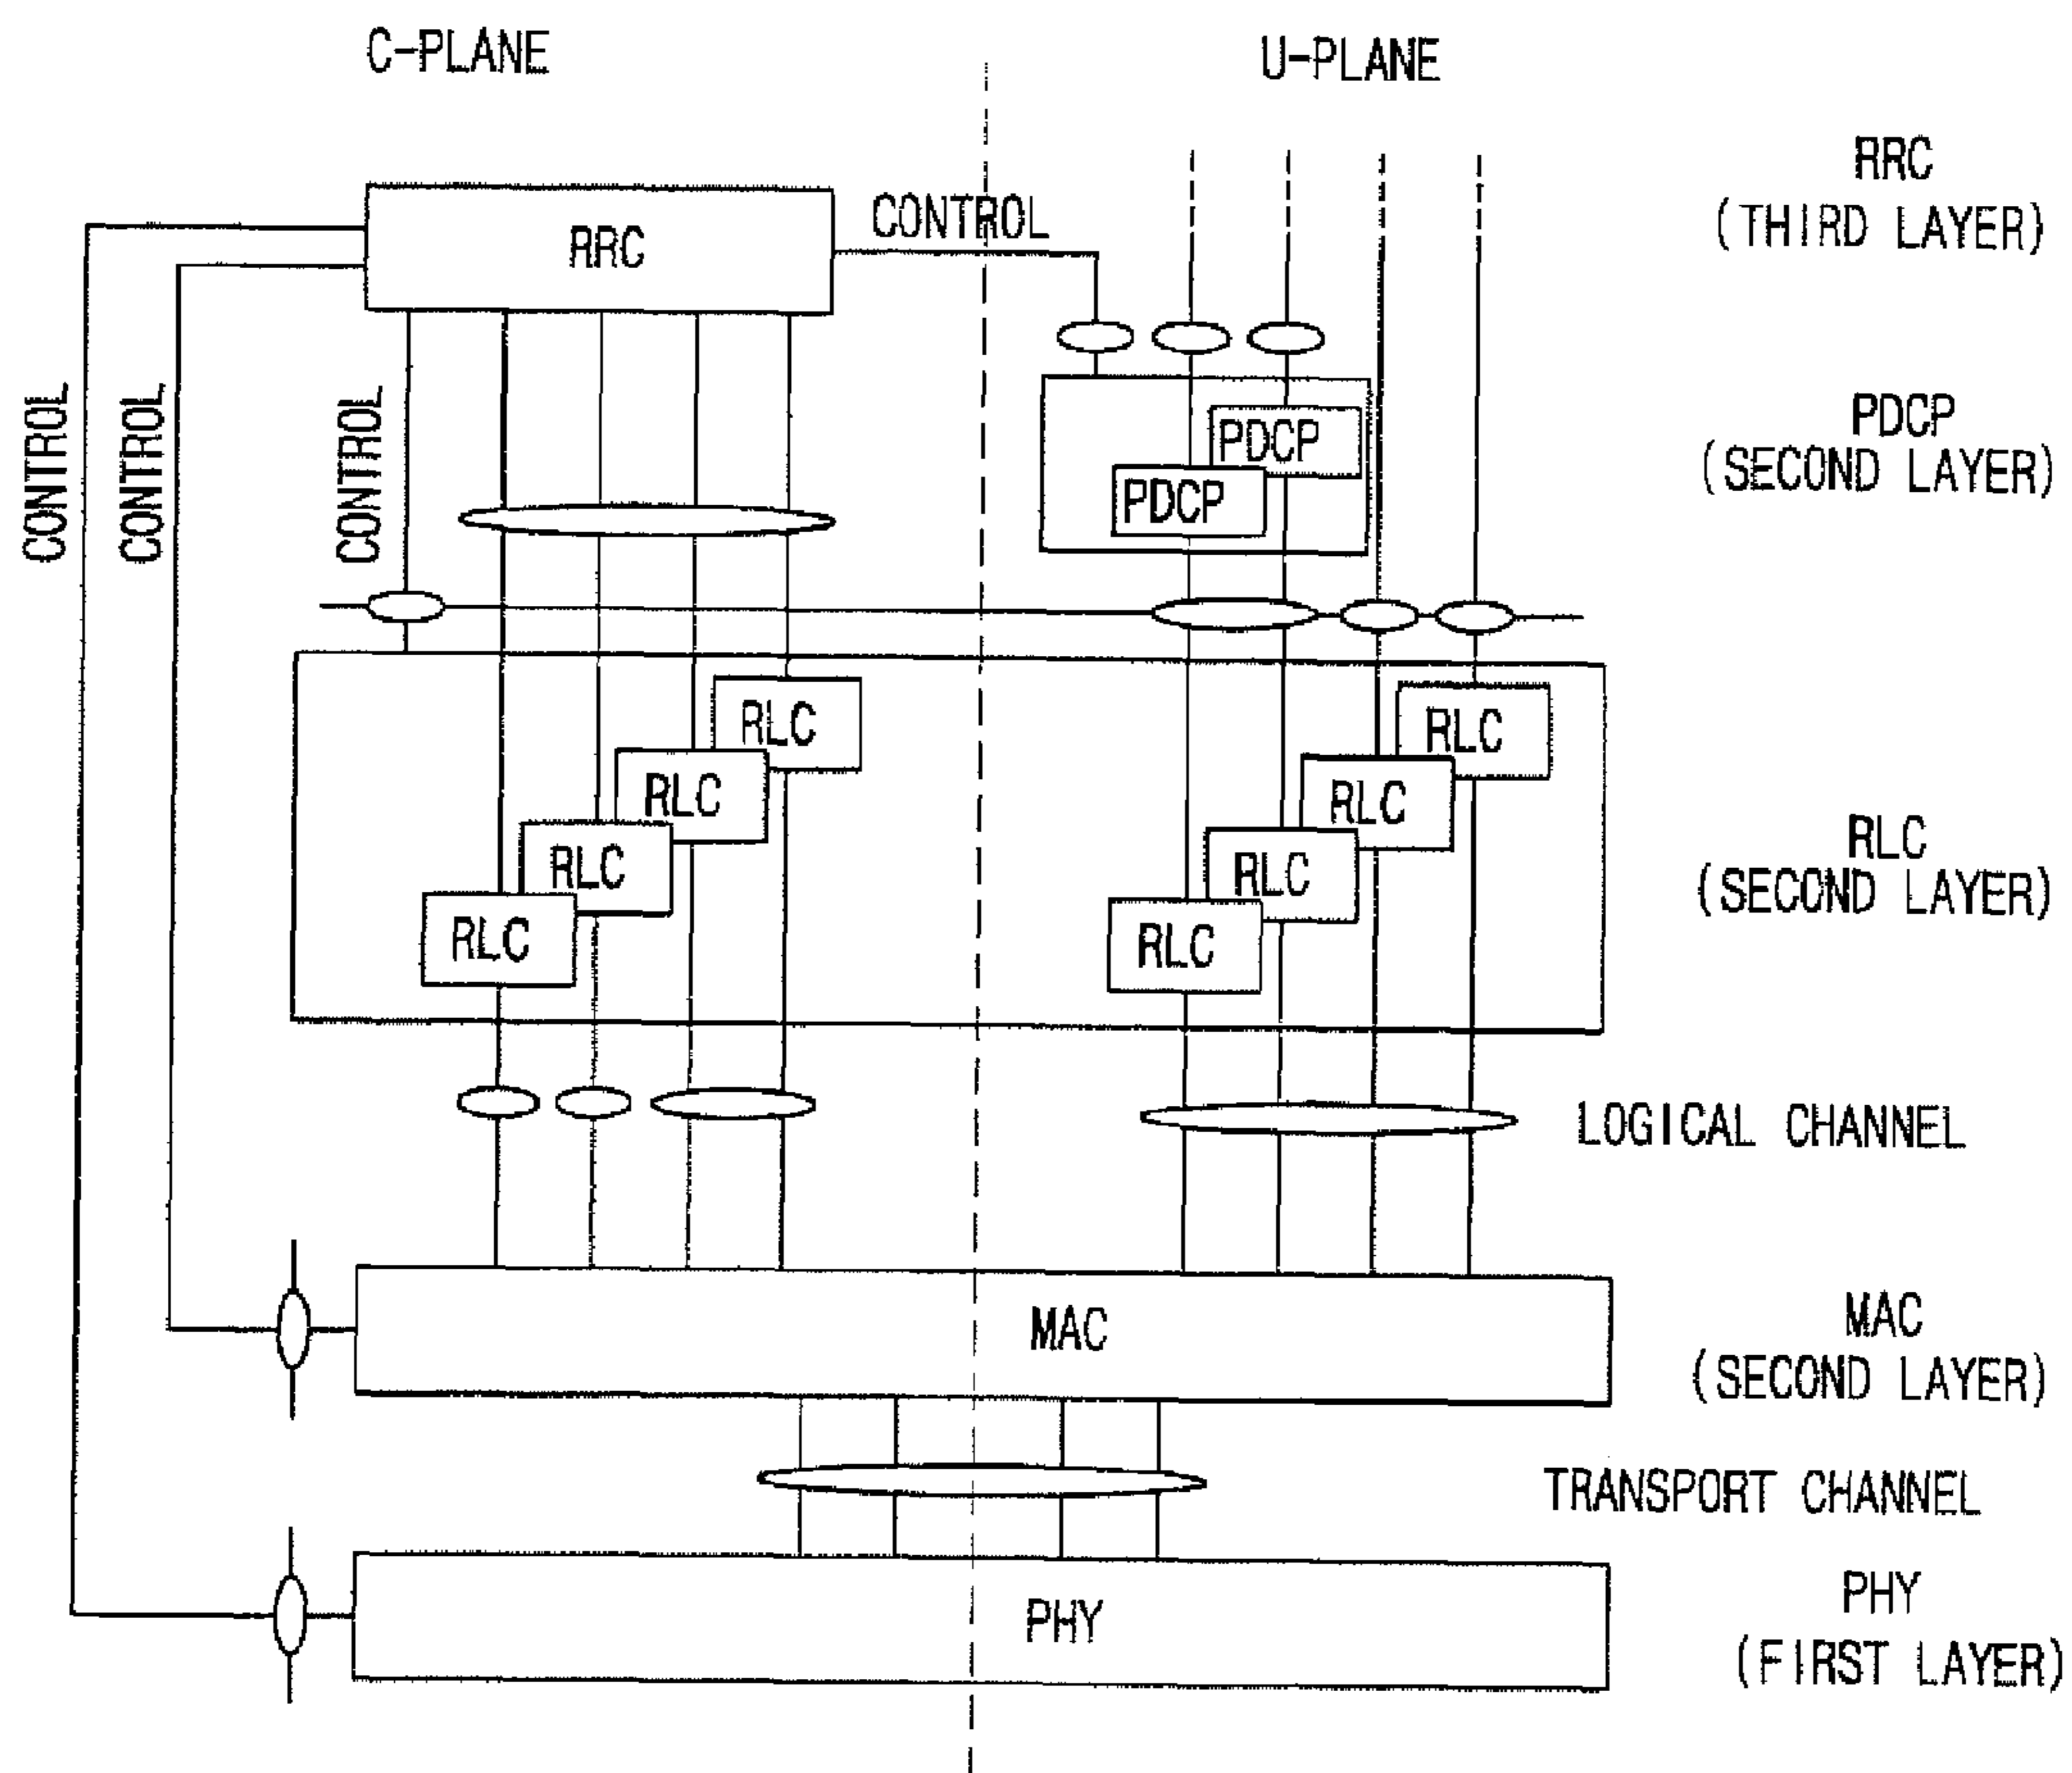 C-PLANE
U-PLANE
RRC
(THIRD LAYER)
RRC
CONTROL
CONTROL
CONTROL
CONTROL
PDCP
PDCP
PDCP
(SECOND LAYER)
RLC
RLC
RLC
RLC
RLC
RLC
RLC
RLC
RLC
(SECOND LAYER)
LOGICAL CHANNEL
MAC
MAC
(SECOND LAYER)
TRANSPORT CHANNEL
PHY
PHY
(FIRST LAYER)